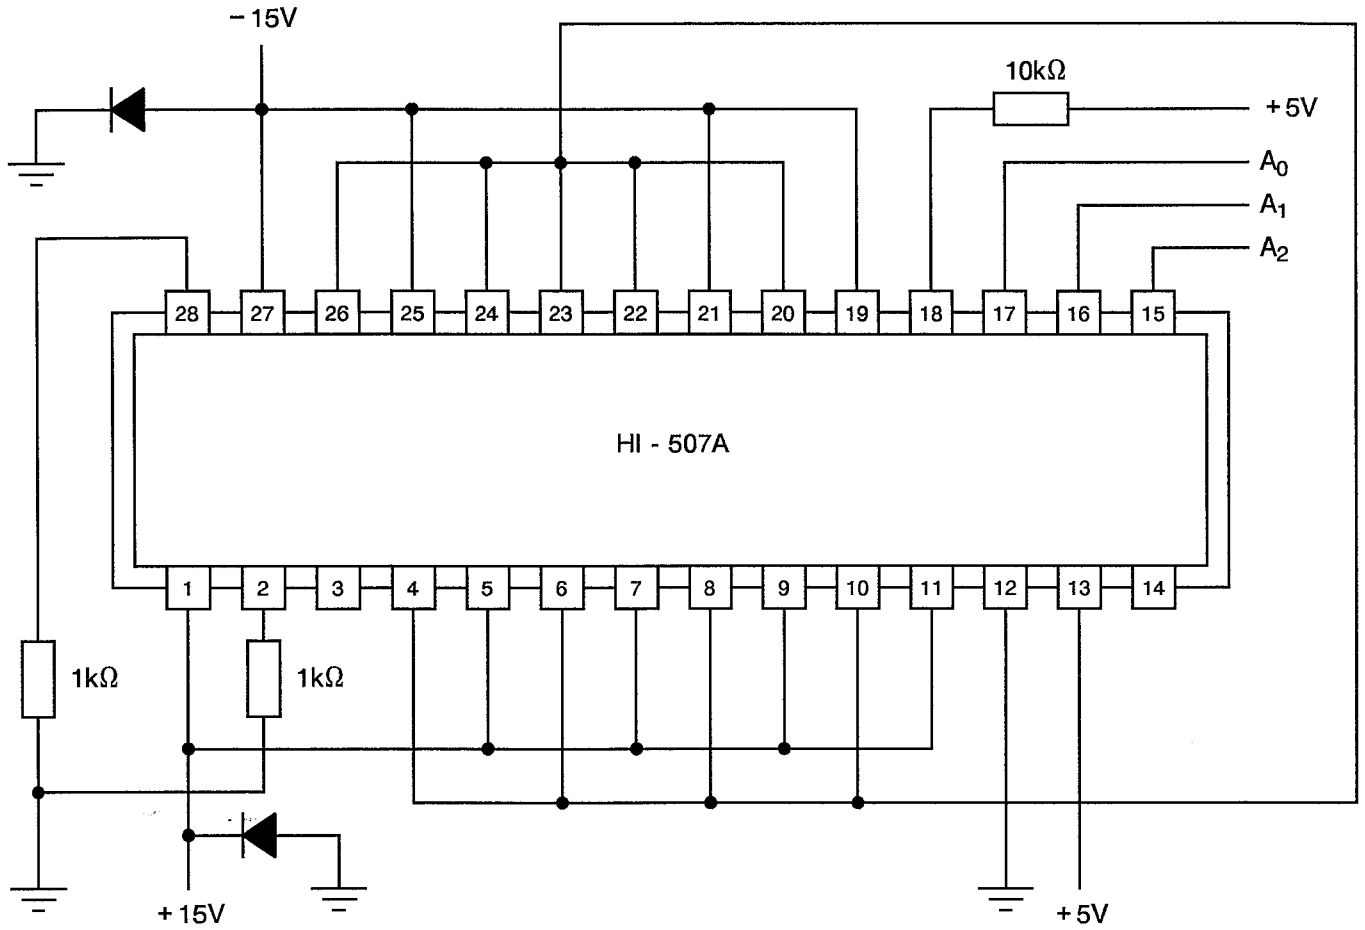 − 15V
10kΩ
+ 5V
A0
A1
A2
28 27 26 25 24 23 22 21 20 19 18 17 16 15
HI - 507A
1 2 3 4 5 6 7 8 9 10 11 12 13 14
1kΩ 1kΩ
+ 15V
+ 5V